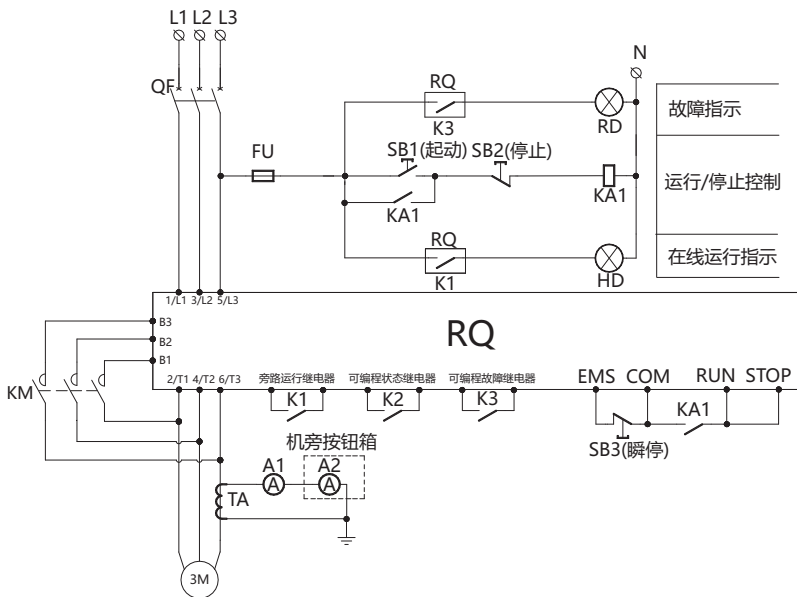 L1 L2 L3
N
QF
RQ
K3
RD
故障指示
FU
SB1(起动)
SB2(停止)
KA1
KA1
运行/停止控制
RQ
K1
HD
在线运行指示
1/L1 3/L2 5/L3
B3
B2
B1
RQ
KM
2/T1 4/T2 6/T3
旁路运行继电器
可编程状态继电器
可编程故障继电器
EMS COM RUN STOP
K1
K2
K3
KA1
SB3(瞬停)
机旁按钮箱
A1
A2
A
A
TA
3M